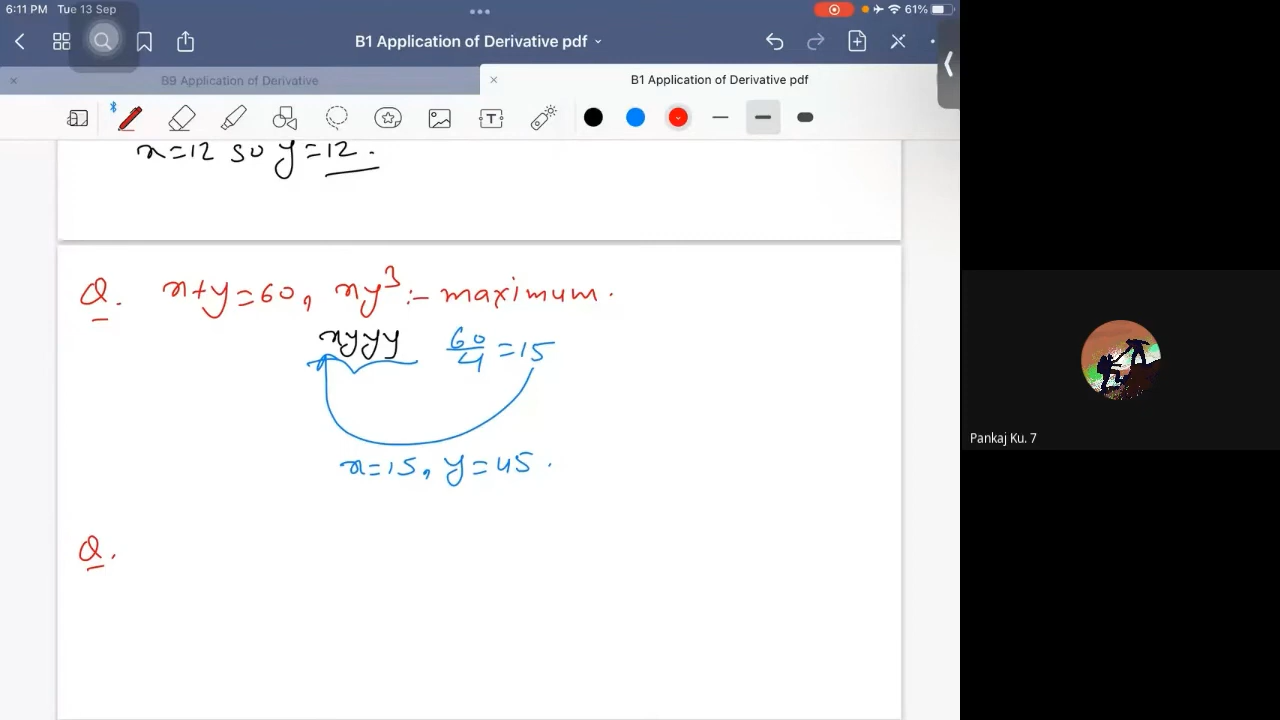 6:11 PM Tue 13 Sep
61%
B1 Application of Derivative pdf
B9 Application of Derivative
B1 Application of Derivative pdf
x=12 so y=12.
Q. x+y=60, xy³:- maximum.
xyyy 60/4 =15
x=15, y=45.
Pankaj Ku. 7
Q.